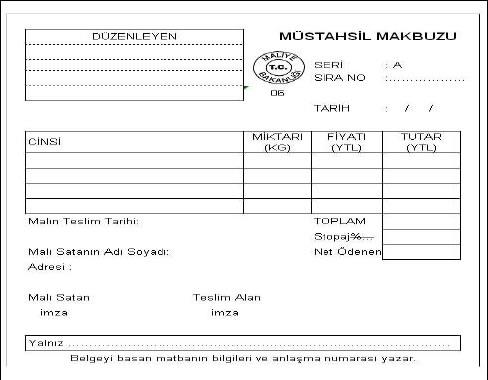 DÜZENLEYEN
MÜSTAHSİL MAKBUZU
MALİYE
T.C.
BAKANLIĞI
06
SERİ : A
SIRA NO :..................
TARİH : / / /
CİNSİ
MİKTARI (KG)
FİYATI (YTL)
TUTAR (YTL)
Malın Teslim Tarihi:
TOPLAM
Stopaj%...
Malı Satanın Adı Soyadı:
Net Ödenen
Adresi :
Malı Satan
Teslim Alan
imza
imza
Yalnız ..................................................................................
Belgeyi basan matbanın bilgileri ve anlaşma numarası yazar.